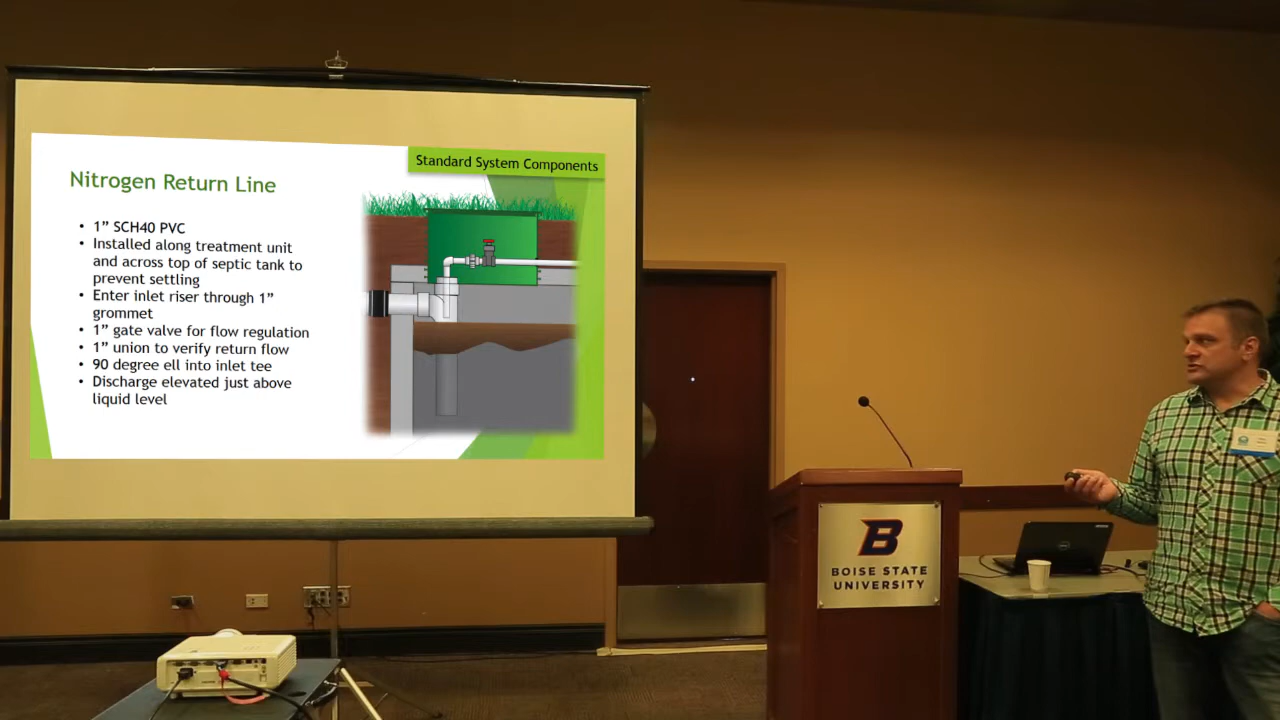 Standard System Components
Nitrogen Return Line
• 1” SCH40 PVC
• Installed along treatment unit
and across top of septic tank to
prevent settling
• Enter inlet riser through 1”
grommet
• 1” gate valve for flow regulation
• 1” union to verify return flow
• 90 degree ell into inlet tee
• Discharge elevated just above
liquid level
B
BOISE STATE
UNIVERSITY